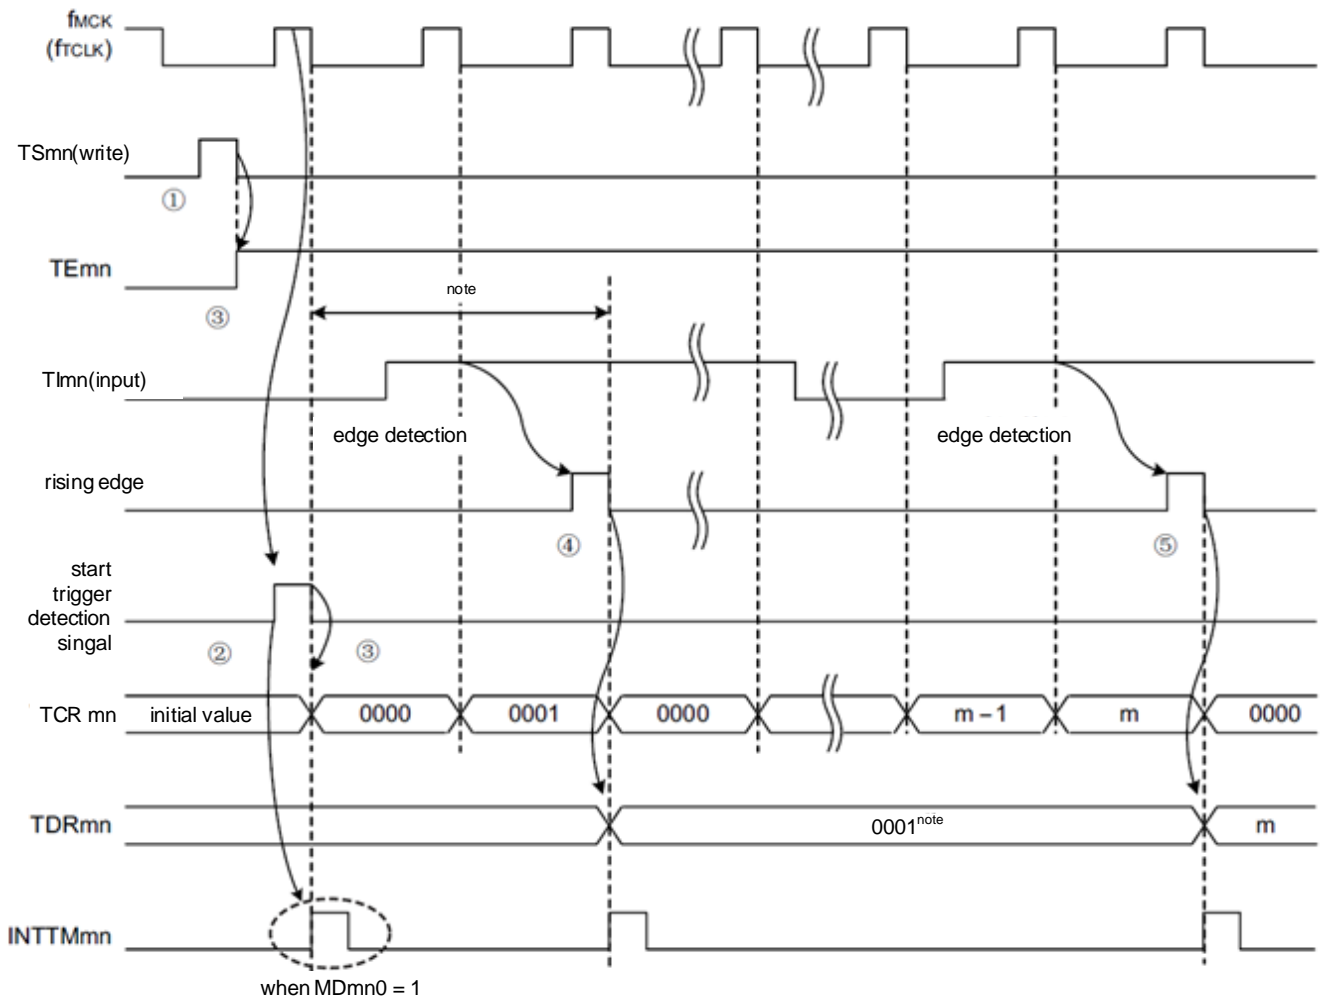 fMCK
(fTCLK)
TSmn(write)
①
TEmn
③
note
TImn(input)
edge detection
edge detection
rising edge
④
⑤
start
trigger
detection
singal
②
③
TCR mn
initial value
0000
0001
0000
m – 1
m
0000
TDRmn
0001note
m
INTTMmn
when MDmn0 = 1